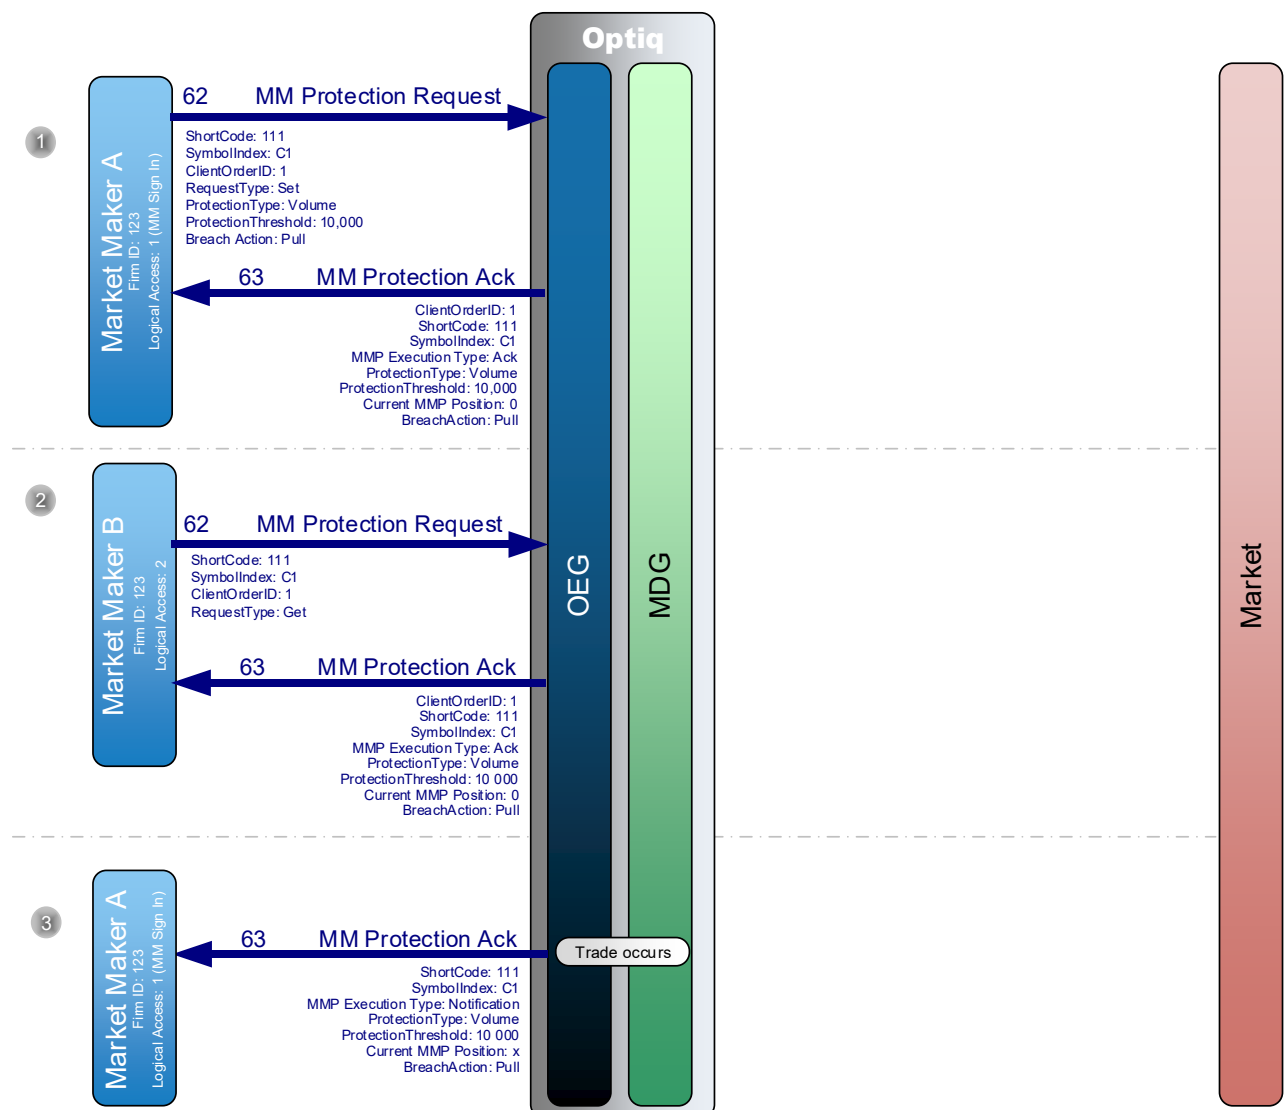 Optiq
1
Market Maker A
Firm ID: 123
Logical Access: 1 (MM Sign In)
62 MM Protection Request
ShortCode: 111
SymbolIndex: C1
ClientOrderID: 1
RequestType: Set
ProtectionType: Volume
ProtectionThreshold: 10,000
Breach Action: Pull
63 MM Protection Ack
ClientOrderID: 1
ShortCode: 111
SymbolIndex: C1
MMP Execution Type: Ack
ProtectionType: Volume
ProtectionThreshold: 10,000
Current MMP Position: 0
BreachAction: Pull
2
Market Maker B
Firm ID: 123
Logical Access: 2
62 MM Protection Request
ShortCode: 111
SymbolIndex: C1
ClientOrderID: 1
RequestType: Get
63 MM Protection Ack
ClientOrderID: 1
ShortCode: 111
SymbolIndex: C1
MMP Execution Type: Ack
ProtectionType: Volume
ProtectionThreshold: 10 000
Current MMP Position: 0
BreachAction: Pull
OEG
MDG
Market
3
Market Maker A
Firm ID: 123
Logical Access: 1 (MM Sign In)
63 MM Protection Ack
Trade occurs
ShortCode: 111
SymbolIndex: C1
MMP Execution Type: Notification
ProtectionType: Volume
ProtectionThreshold: 10 000
Current MMP Position: x
BreachAction: Pull